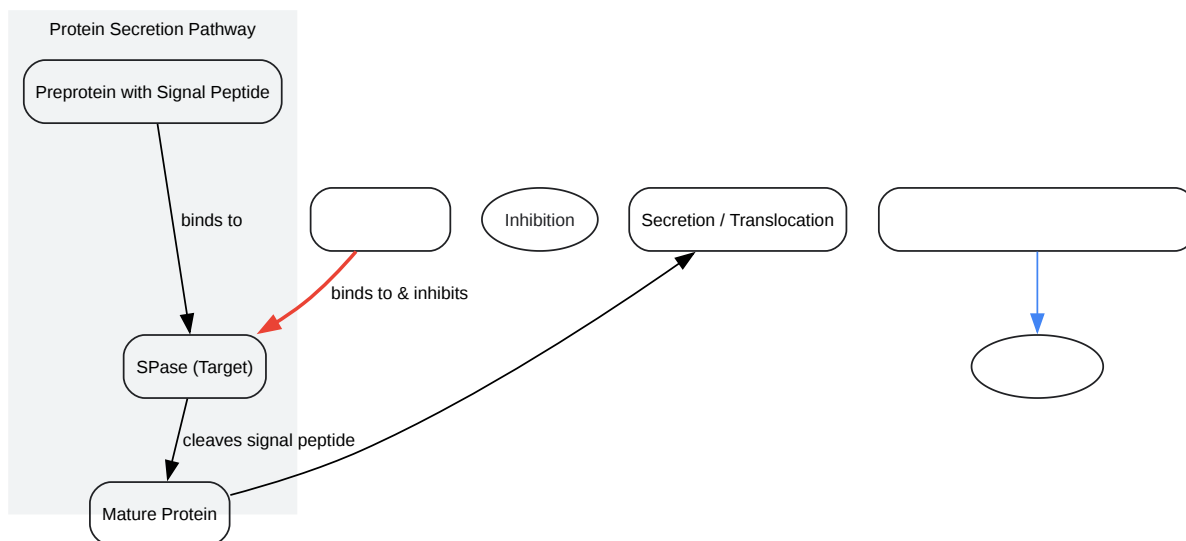 Protein Secretion Pathway
Preprotein with Signal Peptide
binds to
Inhibition
Secretion / Translocation
binds to & inhibits
SPase (Target)
cleaves signal peptide
Mature Protein